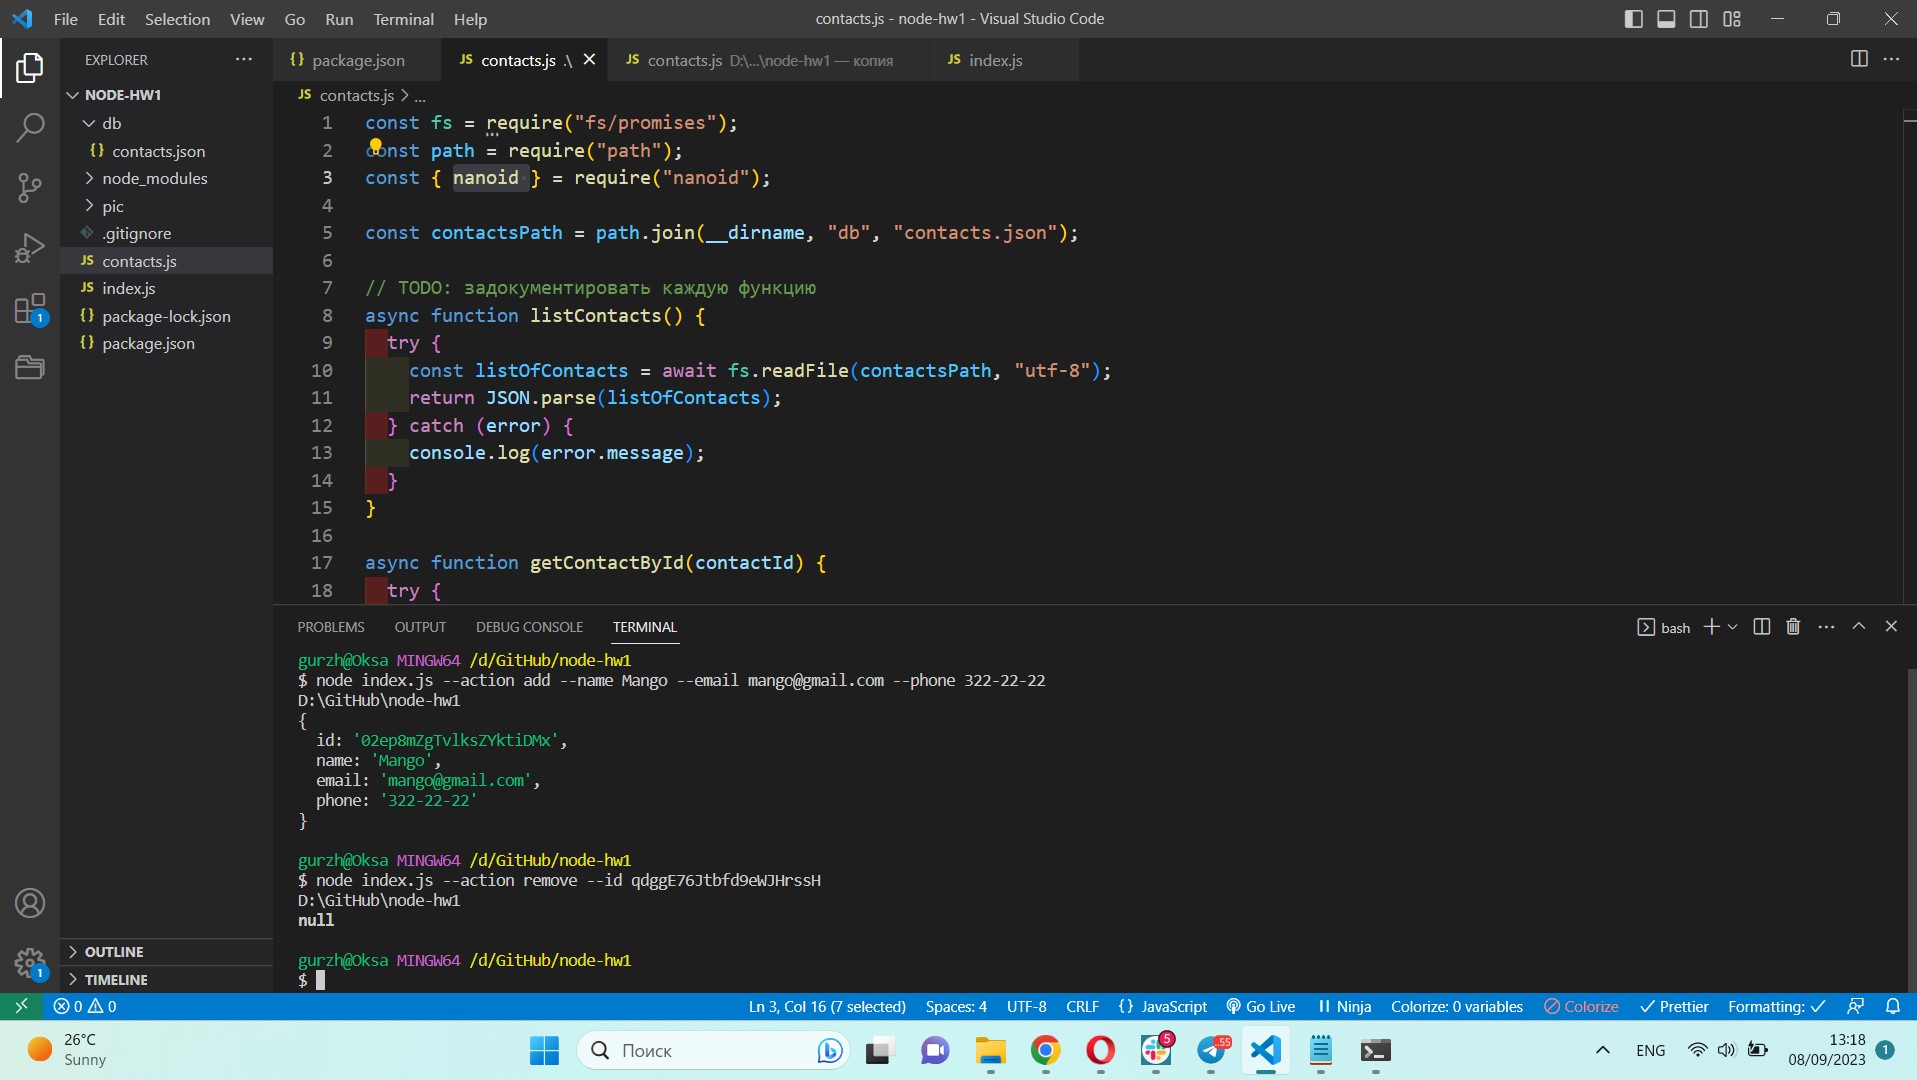 File Edit Selection View Go Run Terminal Help
contacts.js - node-hw1 - Visual Studio Code
EXPLORER
NODE-HW1
db
{} contacts.json
node_modules
pic
.gitignore
JS contacts.js
JS index.js
{} package-lock.json
{} package.json
OUTLINE
TIMELINE
1
1
{} package.json
JS contacts.js .\
JS contacts.js D:\...\node-hw1 — копия
JS index.js
JS contacts.js > ...
1 const fs = require("fs/promises");
2 const path = require("path");
3 const { nanoid } = require("nanoid");
4
5 const contactsPath = path.join(__dirname, "db", "contacts.json");
6
7 // TODO: задокументировать каждую функцию
8 async function listContacts() {
9 try {
10 const listOfContacts = await fs.readFile(contactsPath, "utf-8");
11 return JSON.parse(listOfContacts);
12 } catch (error) {
13 console.log(error.message);
14 }
15 }
16
17 async function getContactById(contactId) {
18 try {
PROBLEMS OUTPUT DEBUG CONSOLE TERMINAL
bash
gurzh@Oksa MINGW64 /d/GitHub/node-hw1
$ node index.js --action add --name Mango --email mango@gmail.com --phone 322-22-22
D:\GitHub\node-hw1
{
id: '02ep8mZgTvlksZYktiDMx',
name: 'Mango',
email: 'mango@gmail.com',
phone: '322-22-22'
}
gurzh@Oksa MINGW64 /d/GitHub/node-hw1
$ node index.js --action remove --id qdggE76Jtbfd9eWJHrssH
D:\GitHub\node-hw1
null
gurzh@Oksa MINGW64 /d/GitHub/node-hw1
$
0 0 Ln 3, Col 16 (7 selected) Spaces: 4 UTF-8 CRLF {} JavaScript Go Live Ninja Colorize: 0 variables Colorize Prettier Formatting:
26°C
Sunny
Поиск
5
55
ENG
13:18
08/09/2023
1